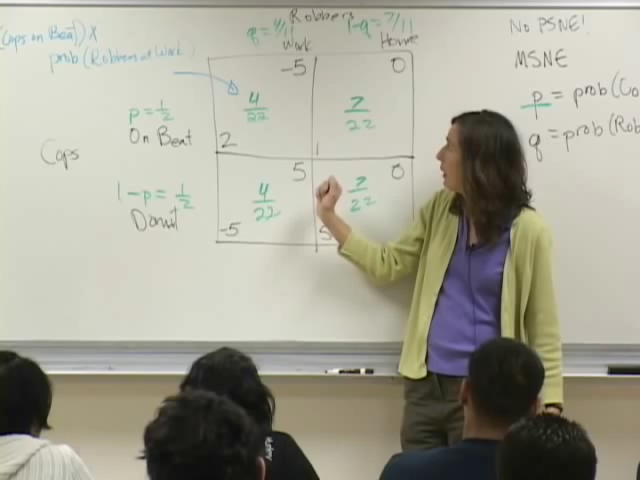 Cops on Beat) X
prob (Robbers at Work)
Robbers
1-q = 7/11
Work
Home
No PSNE!
MSNE
p = prob(Co
q = prob(Rob
-5
0
4/22
7/22
p = 1/2
On Beat
2
1
Cops
5
0
4/22
7/22
1-p = 1/2
Donut
-5
5